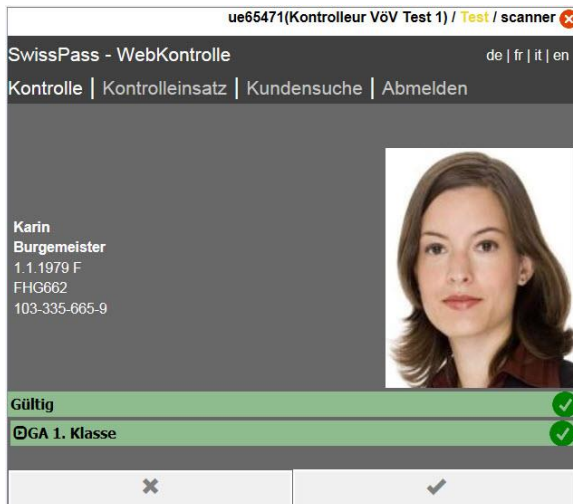 ue65471(Kontrolleur VöV Test 1) / Test / scanner
SwissPass - WebKontrolle
de | fr | it | en
Kontrolle | Kontrolleinsatz | Kundensuche | Abmelden
Karin
Burgemeister
1.1.1979 F
FHG662
103-335-665-9
Gültig
GA 1. Klasse